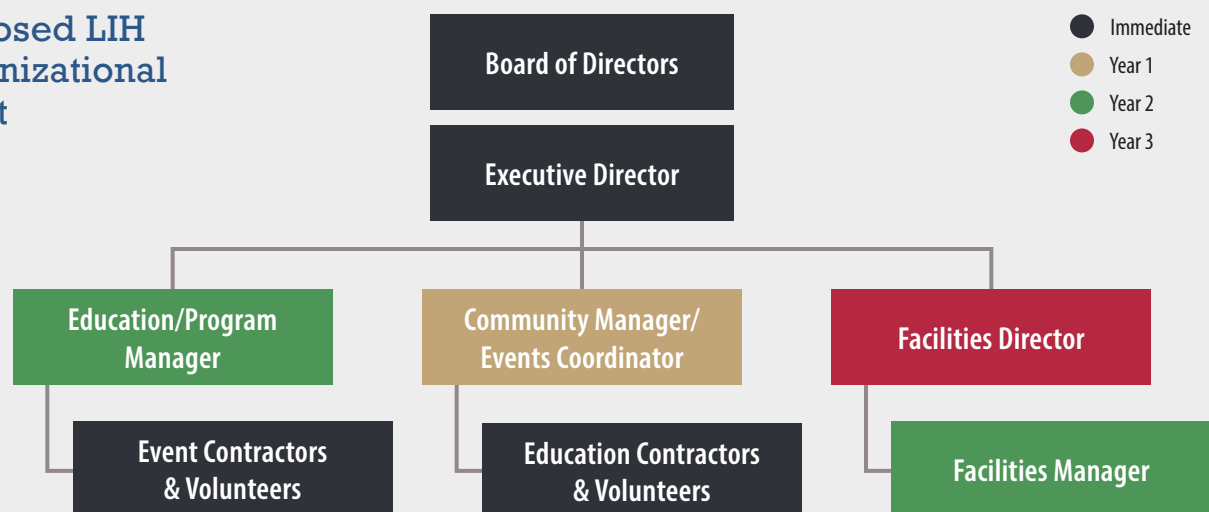 osed LIH
nizational
t
Immediate
Year 1
Year 2
Year 3
Board of Directors
Executive Director
Education/Program
Manager
Community Manager/
Events Coordinator
Facilities Director
Event Contractors
& Volunteers
Education Contractors
& Volunteers
Facilities Manager